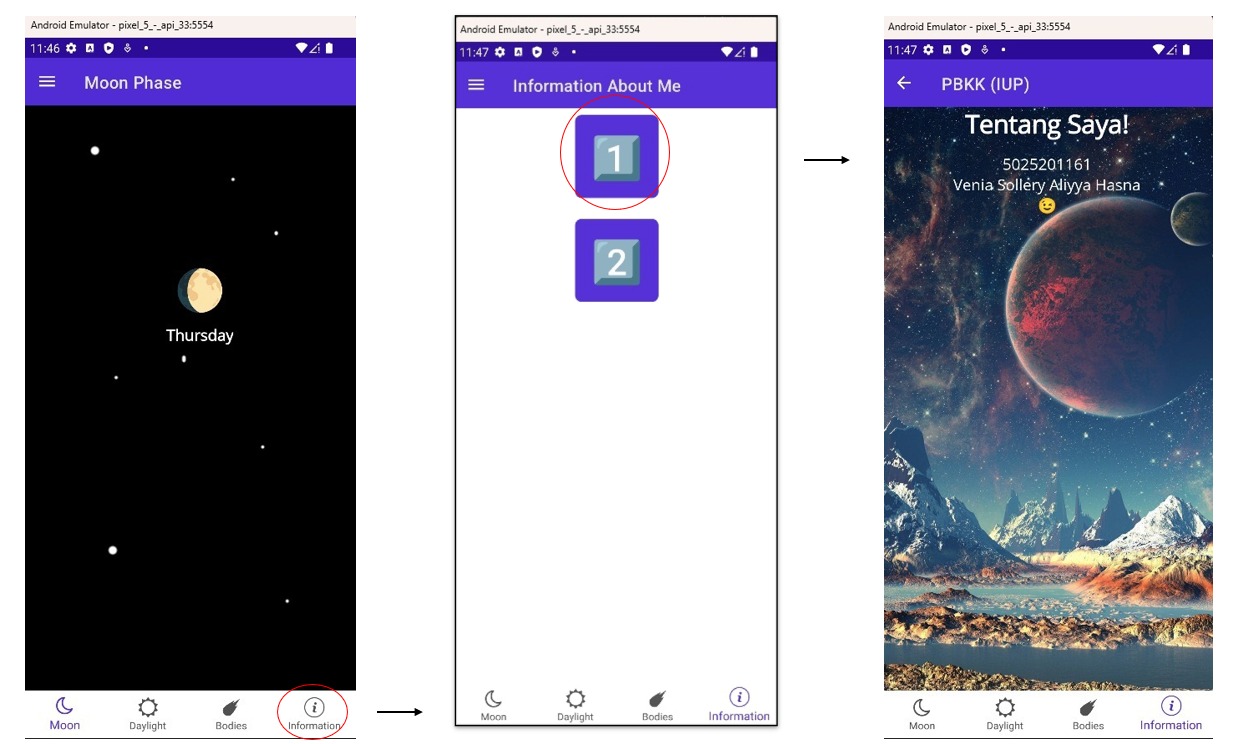 Android Emulator - pixel_5_-_api_33:5554
11:46
Moon Phase
Thursday
Moon
Daylight
Bodies
Information
Android Emulator - pixel_5_-_api_33:5554
11:47
Information About Me
1
2
Moon
Daylight
Bodies
Information
Android Emulator - pixel_5_-_api_33:5554
11:47
PBKK (IUP)
Tentang Saya!
5025201161
Venia Sollery Aliyya Hasna
😉
Moon
Daylight
Bodies
Information